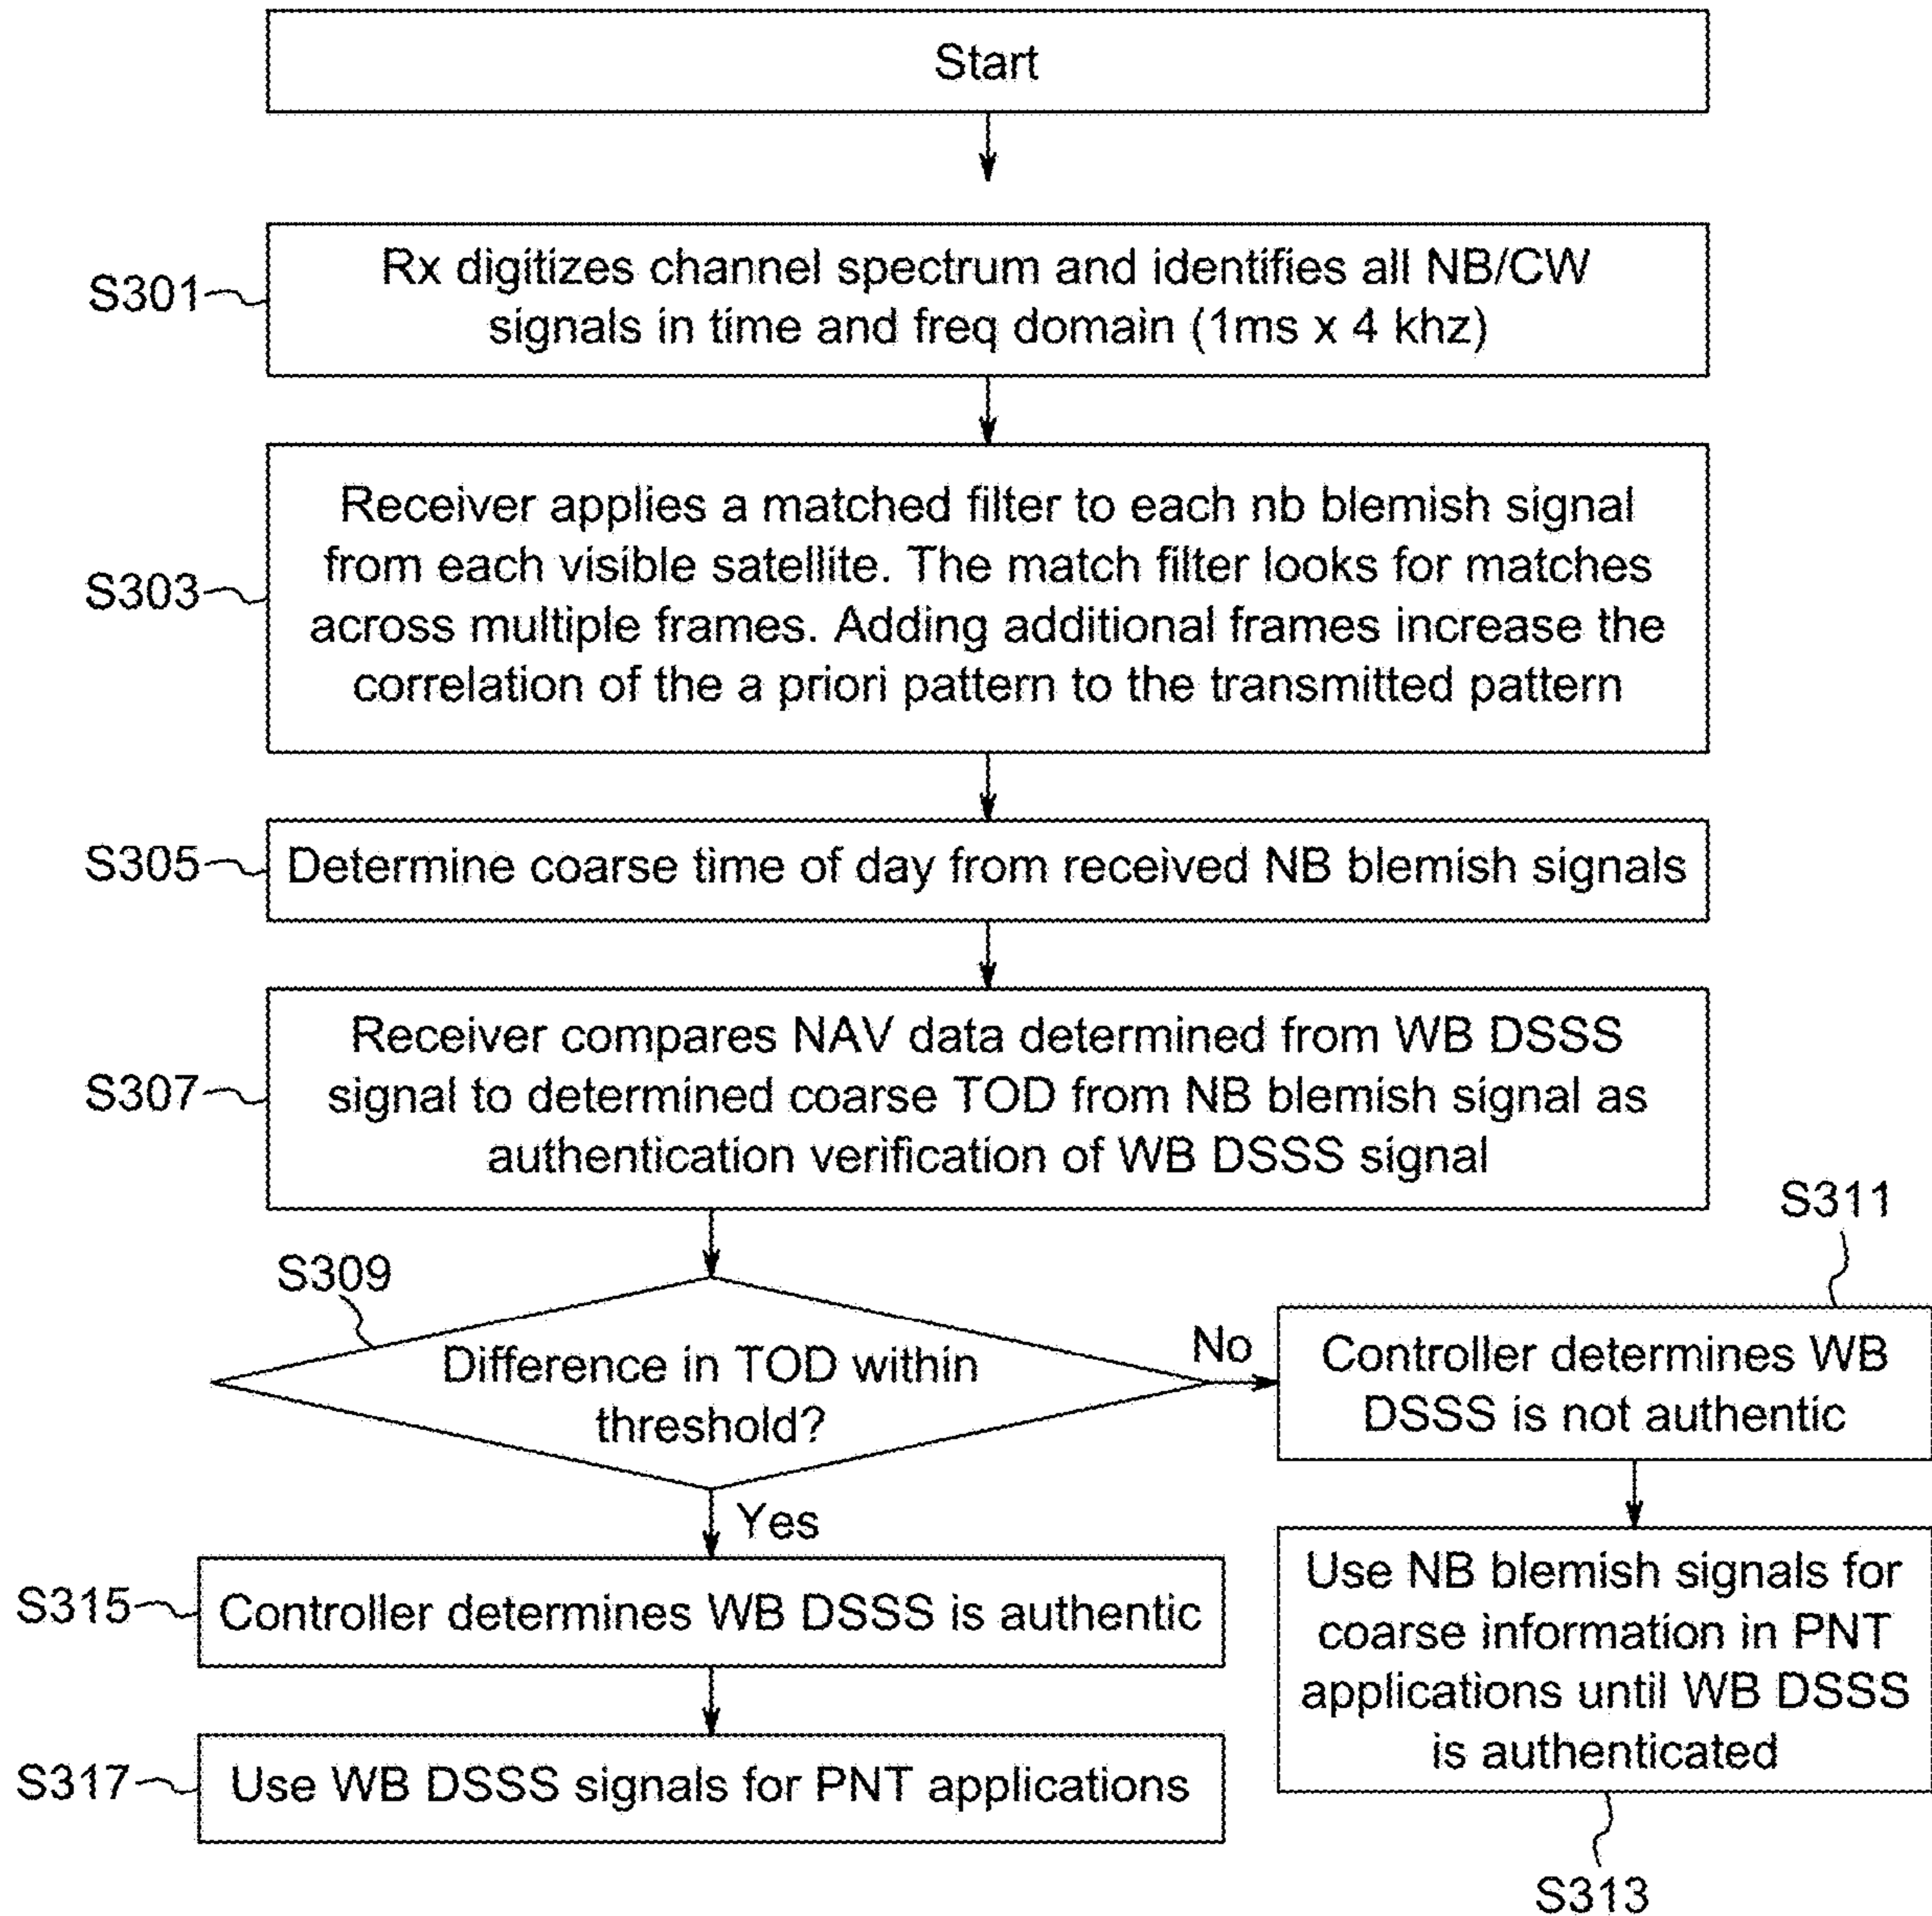 Start
S301
Rx digitizes channel spectrum and identifies all NB/CW
signals in time and freq domain (1ms x 4 khz)
S303
Receiver applies a matched filter to each nb blemish signal
from each visible satellite. The match filter looks for matches
across multiple frames. Adding additional frames increase the
correlation of the a priori pattern to the transmitted pattern
S305
Determine coarse time of day from received NB blemish signals
S307
Receiver compares NAV data determined from WB DSSS
signal to determined coarse TOD from NB blemish signal as
authentication verification of WB DSSS signal
S309
Difference in TOD within
threshold?
No
S311
Controller determines WB
DSSS is not authentic
Use NB blemish signals for
coarse information in PNT
applications until WB DSSS
is authenticated
S313
Yes
S315
Controller determines WB DSSS is authentic
S317
Use WB DSSS signals for PNT applications